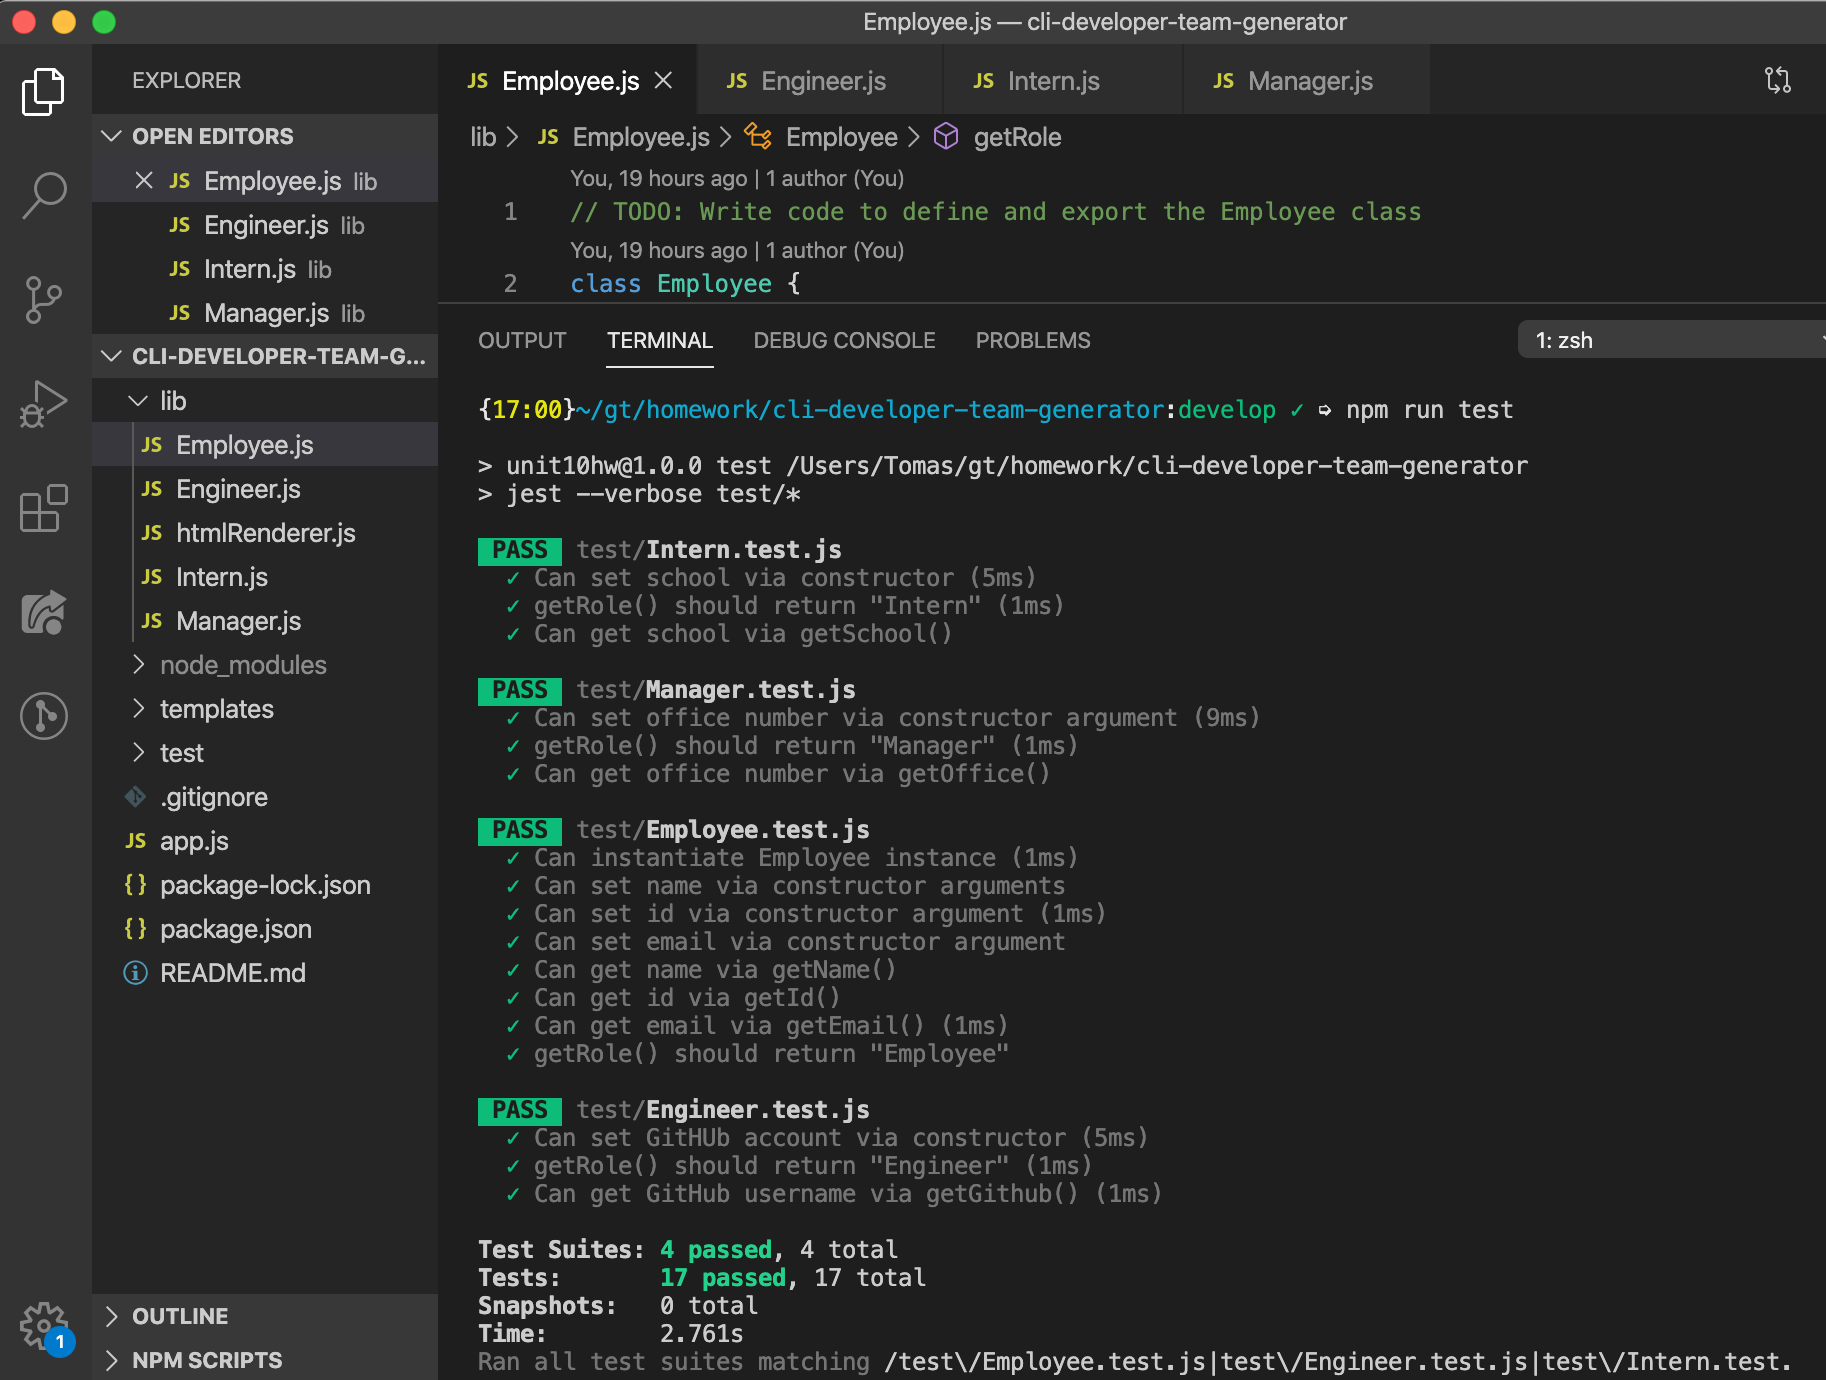 Employee.js — cli-developer-team-generator
EXPLORER
OPEN EDITORS
JS Employee.js lib
JS Engineer.js lib
JS Intern.js lib
JS Manager.js lib
CLI-DEVELOPER-TEAM-G...
lib
JS Employee.js
JS Engineer.js
JS htmlRenderer.js
JS Intern.js
JS Manager.js
node_modules
templates
test
.gitignore
JS app.js
{} package-lock.json
{} package.json
README.md
OUTLINE
NPM SCRIPTS
1
JS Employee.js JS Engineer.js JS Intern.js JS Manager.js
lib > JS Employee.js > Employee > getRole
You, 19 hours ago | 1 author (You)
1 // TODO: Write code to define and export the Employee class
You, 19 hours ago | 1 author (You)
2 class Employee {
OUTPUT TERMINAL DEBUG CONSOLE PROBLEMS 1: zsh
{17:00}~/gt/homework/cli-developer-team-generator:develop ✓ ➭ npm run test
> unit10hw@1.0.0 test /Users/Tomas/gt/homework/cli-developer-team-generator
> jest --verbose test/*
PASS test/Intern.test.js
✓ Can set school via constructor (5ms)
✓ getRole() should return "Intern" (1ms)
✓ Can get school via getSchool()
PASS test/Manager.test.js
✓ Can set office number via constructor argument (9ms)
✓ getRole() should return "Manager" (1ms)
✓ Can get office number via getOffice()
PASS test/Employee.test.js
✓ Can instantiate Employee instance (1ms)
✓ Can set name via constructor arguments
✓ Can set id via constructor argument (1ms)
✓ Can set email via constructor argument
✓ Can get name via getName()
✓ Can get id via getId()
✓ Can get email via getEmail() (1ms)
✓ getRole() should return "Employee"
PASS test/Engineer.test.js
✓ Can set GitHUb account via constructor (5ms)
✓ getRole() should return "Engineer" (1ms)
✓ Can get GitHub username via getGithub() (1ms)
Test Suites: 4 passed, 4 total
Tests: 17 passed, 17 total
Snapshots: 0 total
Time: 2.761s
Ran all test suites matching /test\/Employee.test.js|test\/Engineer.test.js|test\/Intern.test.